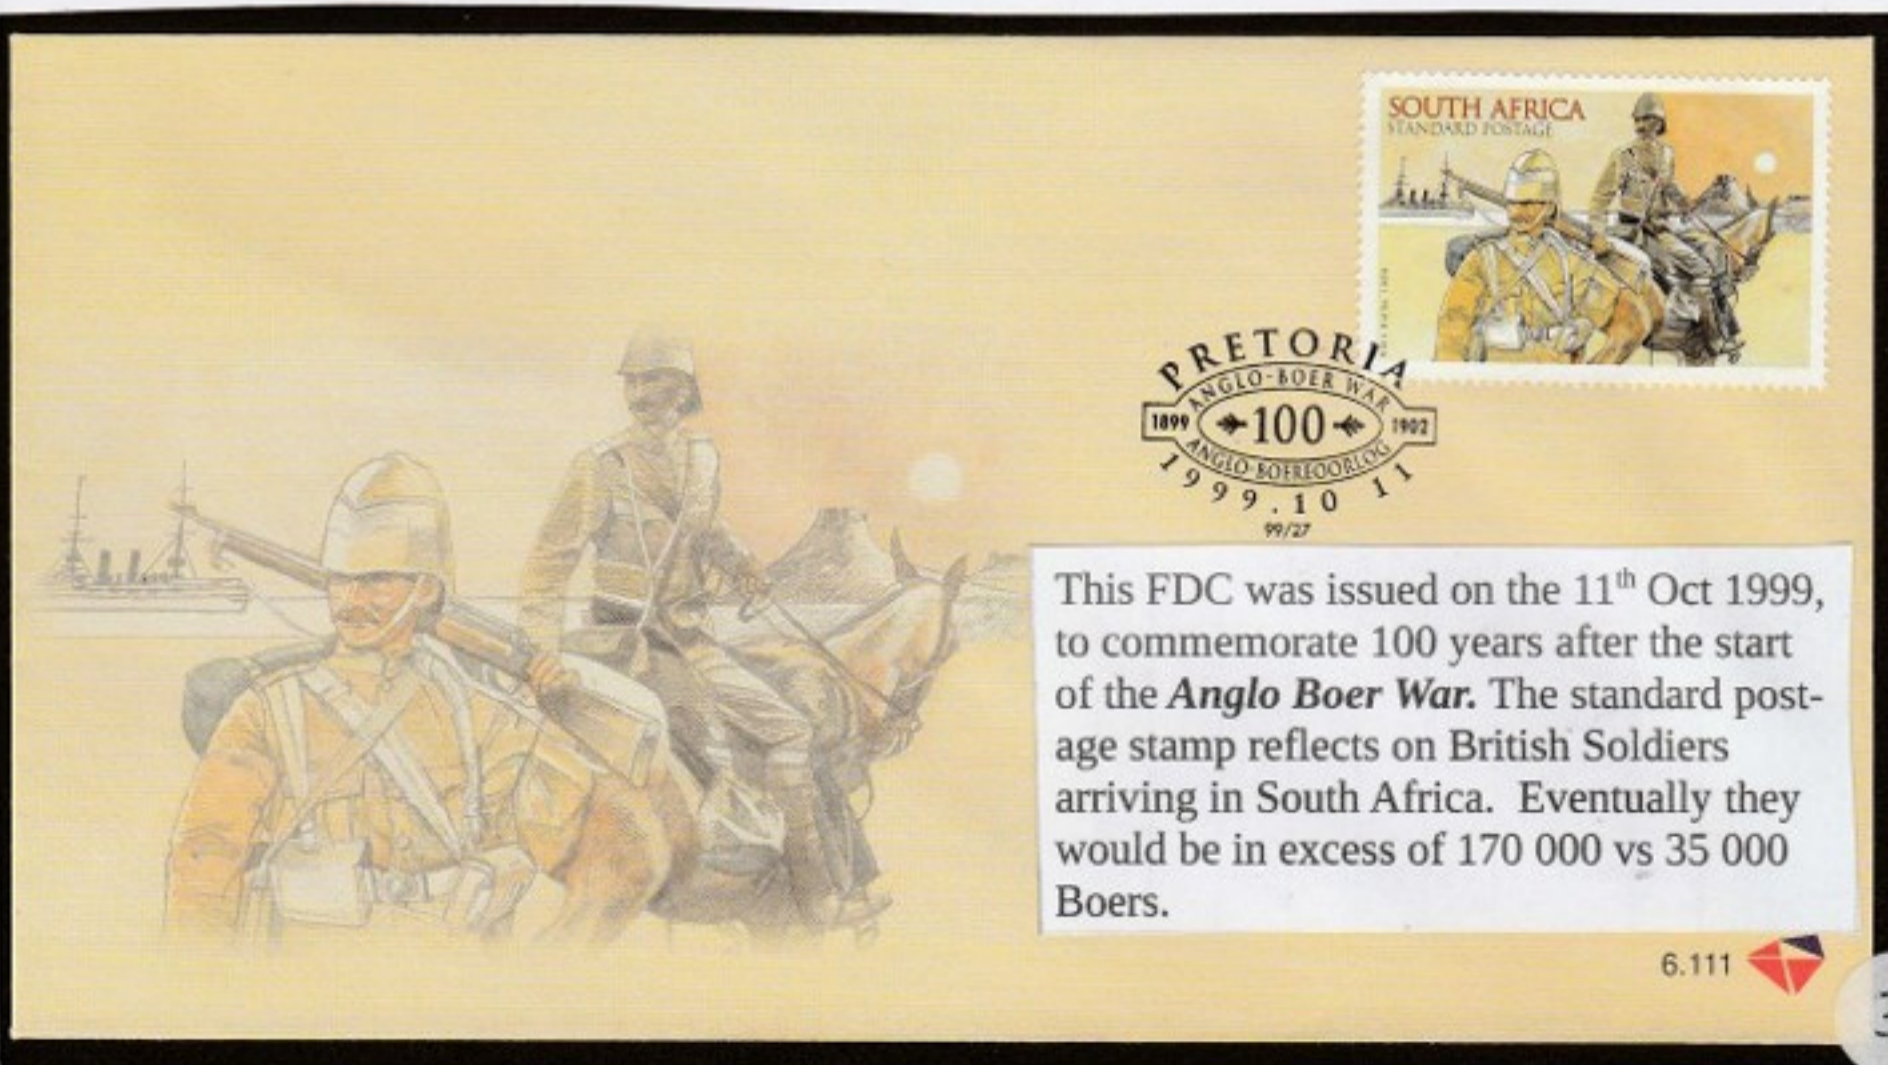 SOUTH AFRICA
STANDARD POSTAGE
PRETORIA
ANGLO-BOER WAR
1899 100 1902
ANGLO-BOEREOORLOG
1999.10 11
99/27
This FDC was issued on the 11th Oct 1999,
to commemorate 100 years after the start
of the Anglo Boer War. The standard post-
age stamp reflects on British Soldiers
arriving in South Africa.  Eventually they
would be in excess of 170 000 vs 35 000
Boers.
6.111